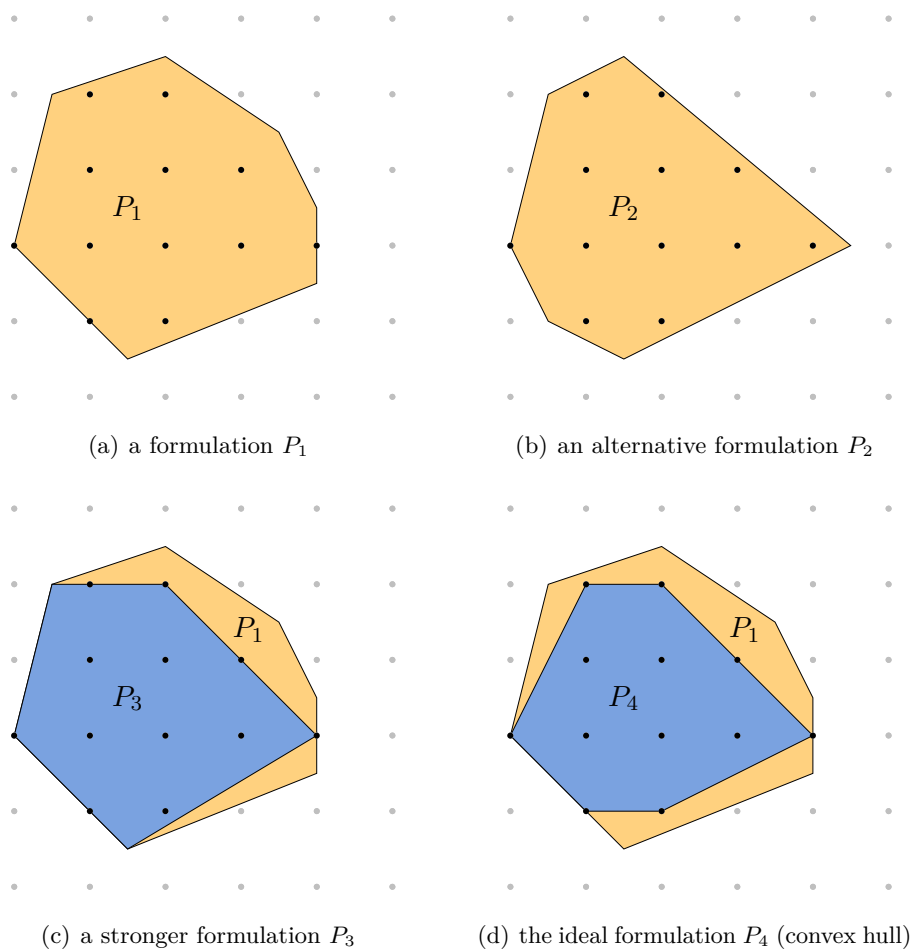 P₁
P₂
(a) a formulation P₁
(b) an alternative formulation P₂
P₁
P₃
P₁
P₄
(c) a stronger formulation P₃
(d) the ideal formulation P₄ (convex hull)